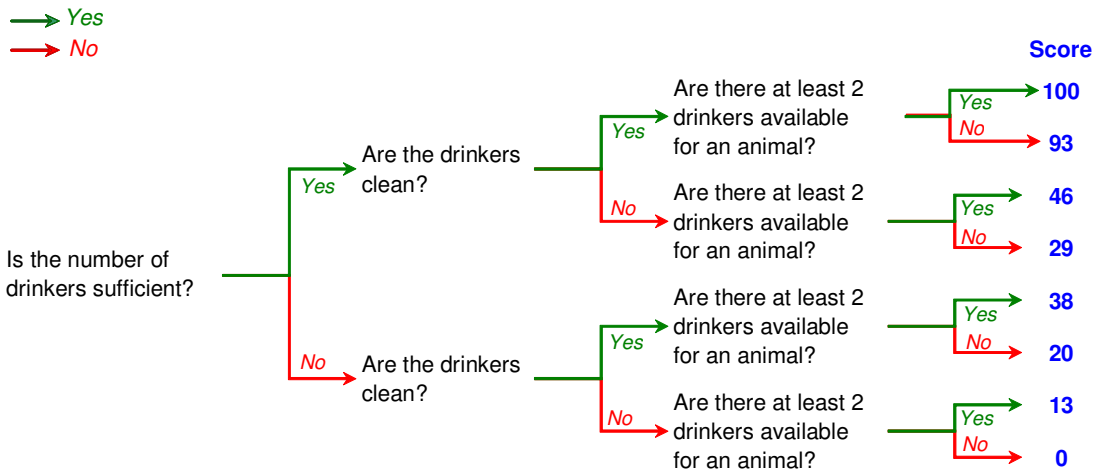 Yes
No
Score
Are there at least 2
drinkers available
for an animal?
Yes
100
No
93
Yes
Are the drinkers
clean?
Yes
No
Are there at least 2
drinkers available
for an animal?
Yes
46
No
29
Is the number of
drinkers sufficient?
Are there at least 2
drinkers available
for an animal?
Yes
38
No
20
No
Are the drinkers
clean?
Yes
No
Are there at least 2
drinkers available
for an animal?
Yes
13
No
0